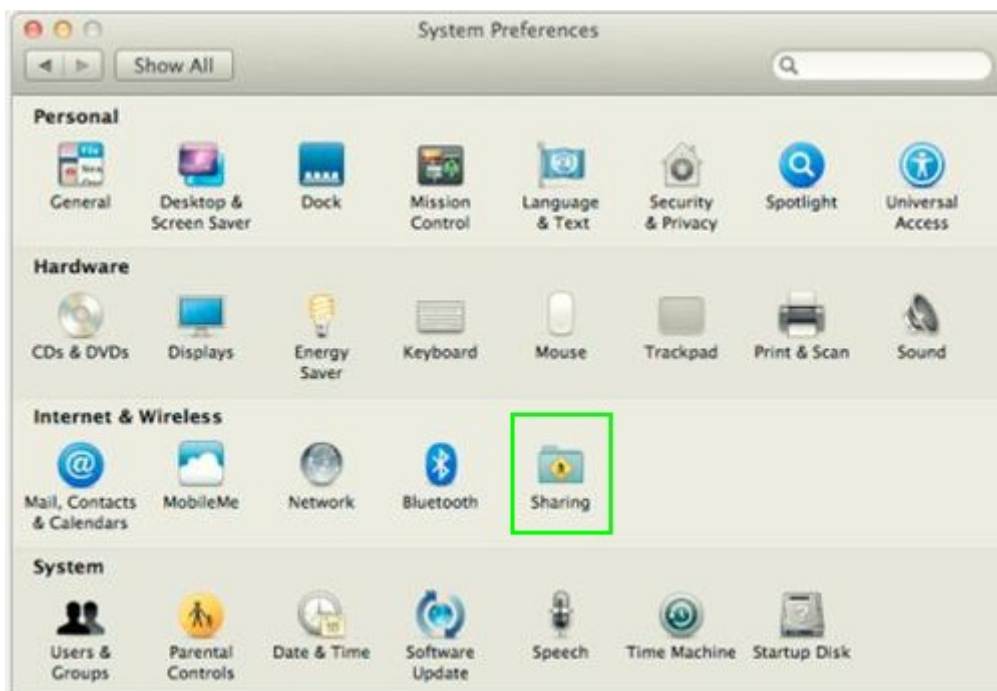 System Preferences
Show All
Personal
General
Desktop &
Screen Saver
Dock
Mission
Control
Language
& Text
Security
& Privacy
Spotlight
Universal
Access
Hardware
CDs & DVDs
Displays
Energy
Saver
Keyboard
Mouse
Trackpad
Print & Scan
Sound
Internet & Wireless
Mail, Contacts
& Calendars
MobileMe
Network
Bluetooth
Sharing
System
Users &
Groups
Parental
Controls
Date & Time
Software
Update
Speech
Time Machine
Startup Disk